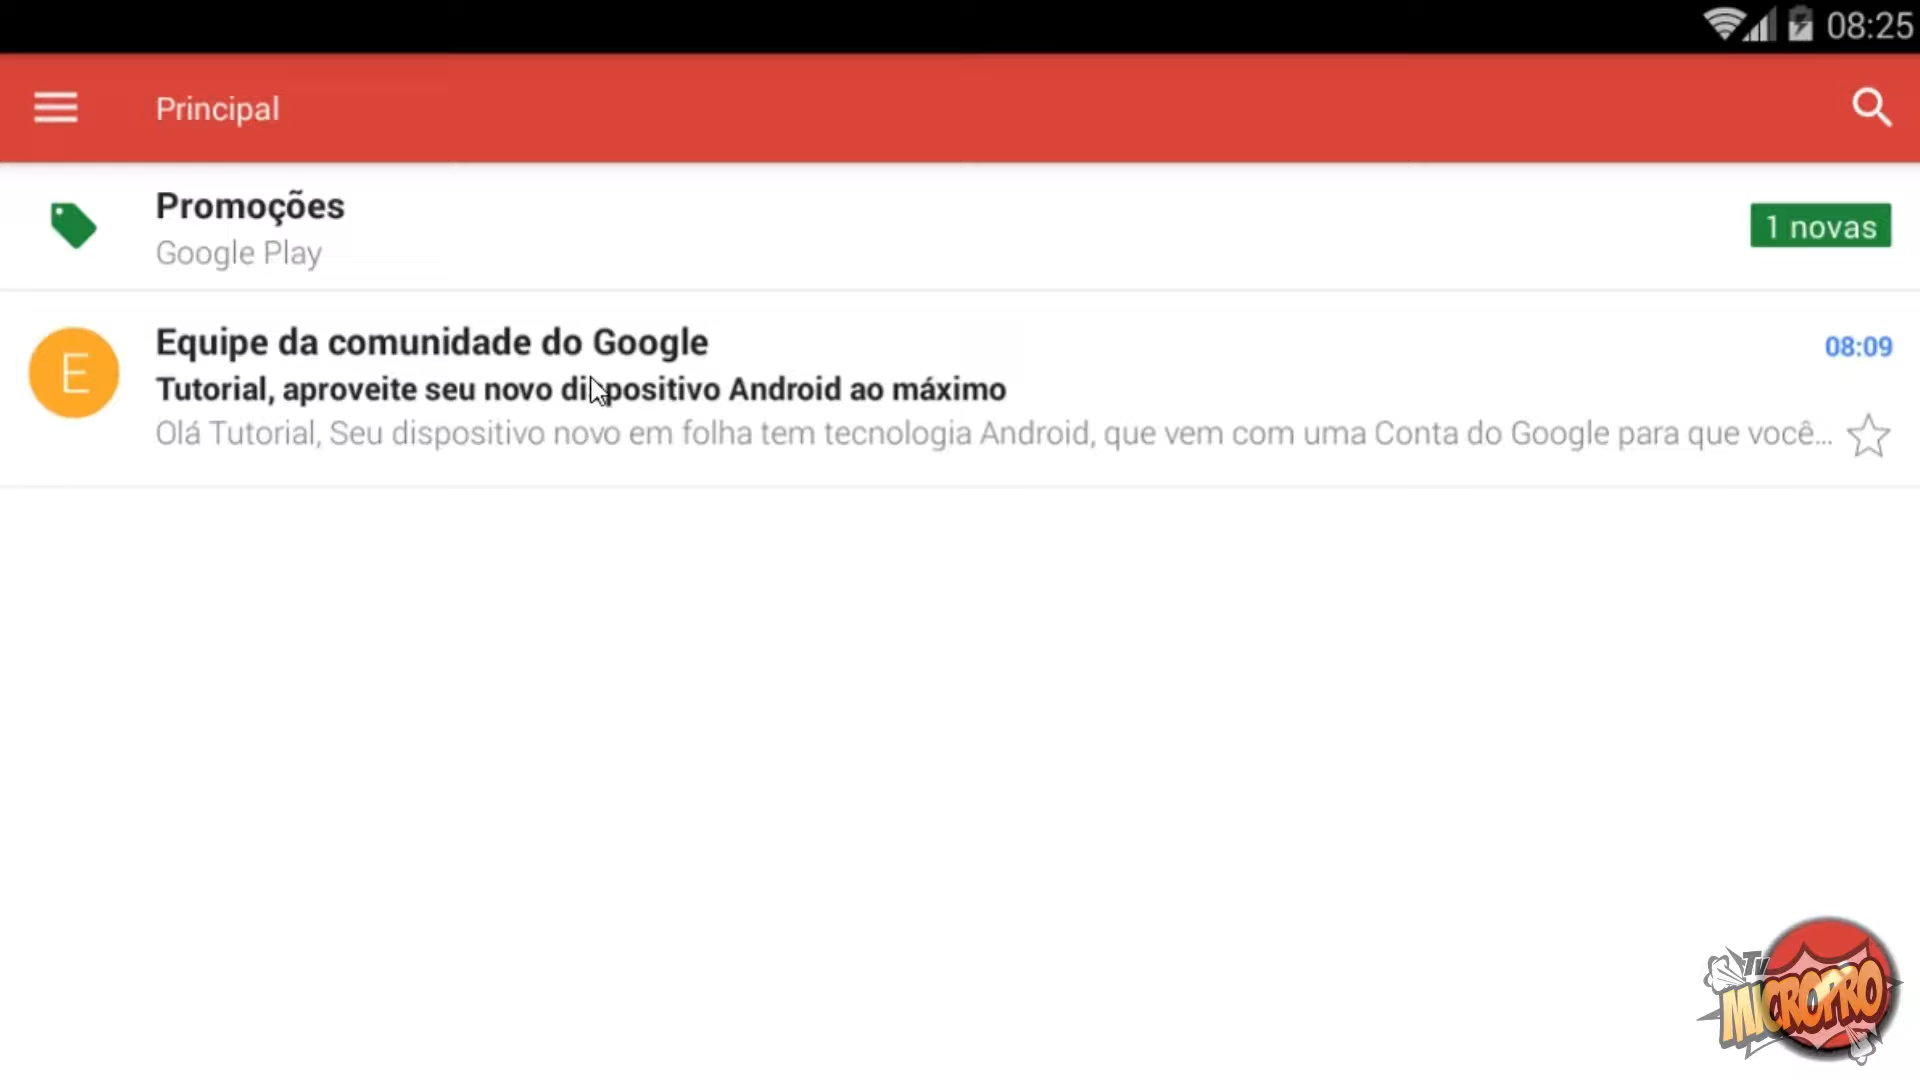 08:25
Principal
Promoções
Google Play
1 novas
Equipe da comunidade do Google
08:09
E
Tutorial, aproveite seu novo dispositivo Android ao máximo
Olá Tutorial, Seu dispositivo novo em folha tem tecnologia Android, que vem com uma Conta do Google para que você...
TV
MICROPRO